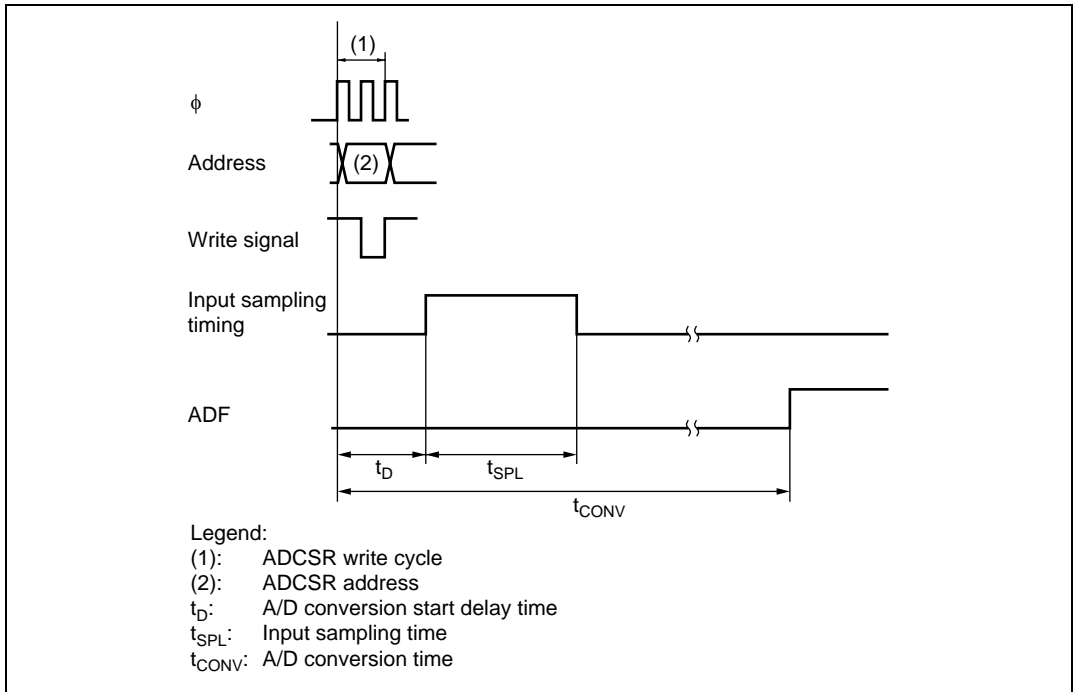 (1)
ϕ
Address
(2)
Write signal
Input sampling
timing
ADF
tD
tSPL
tCONV
Legend:
(1): ADCSR write cycle
(2): ADCSR address
tD: A/D conversion start delay time
tSPL: Input sampling time
tCONV: A/D conversion time